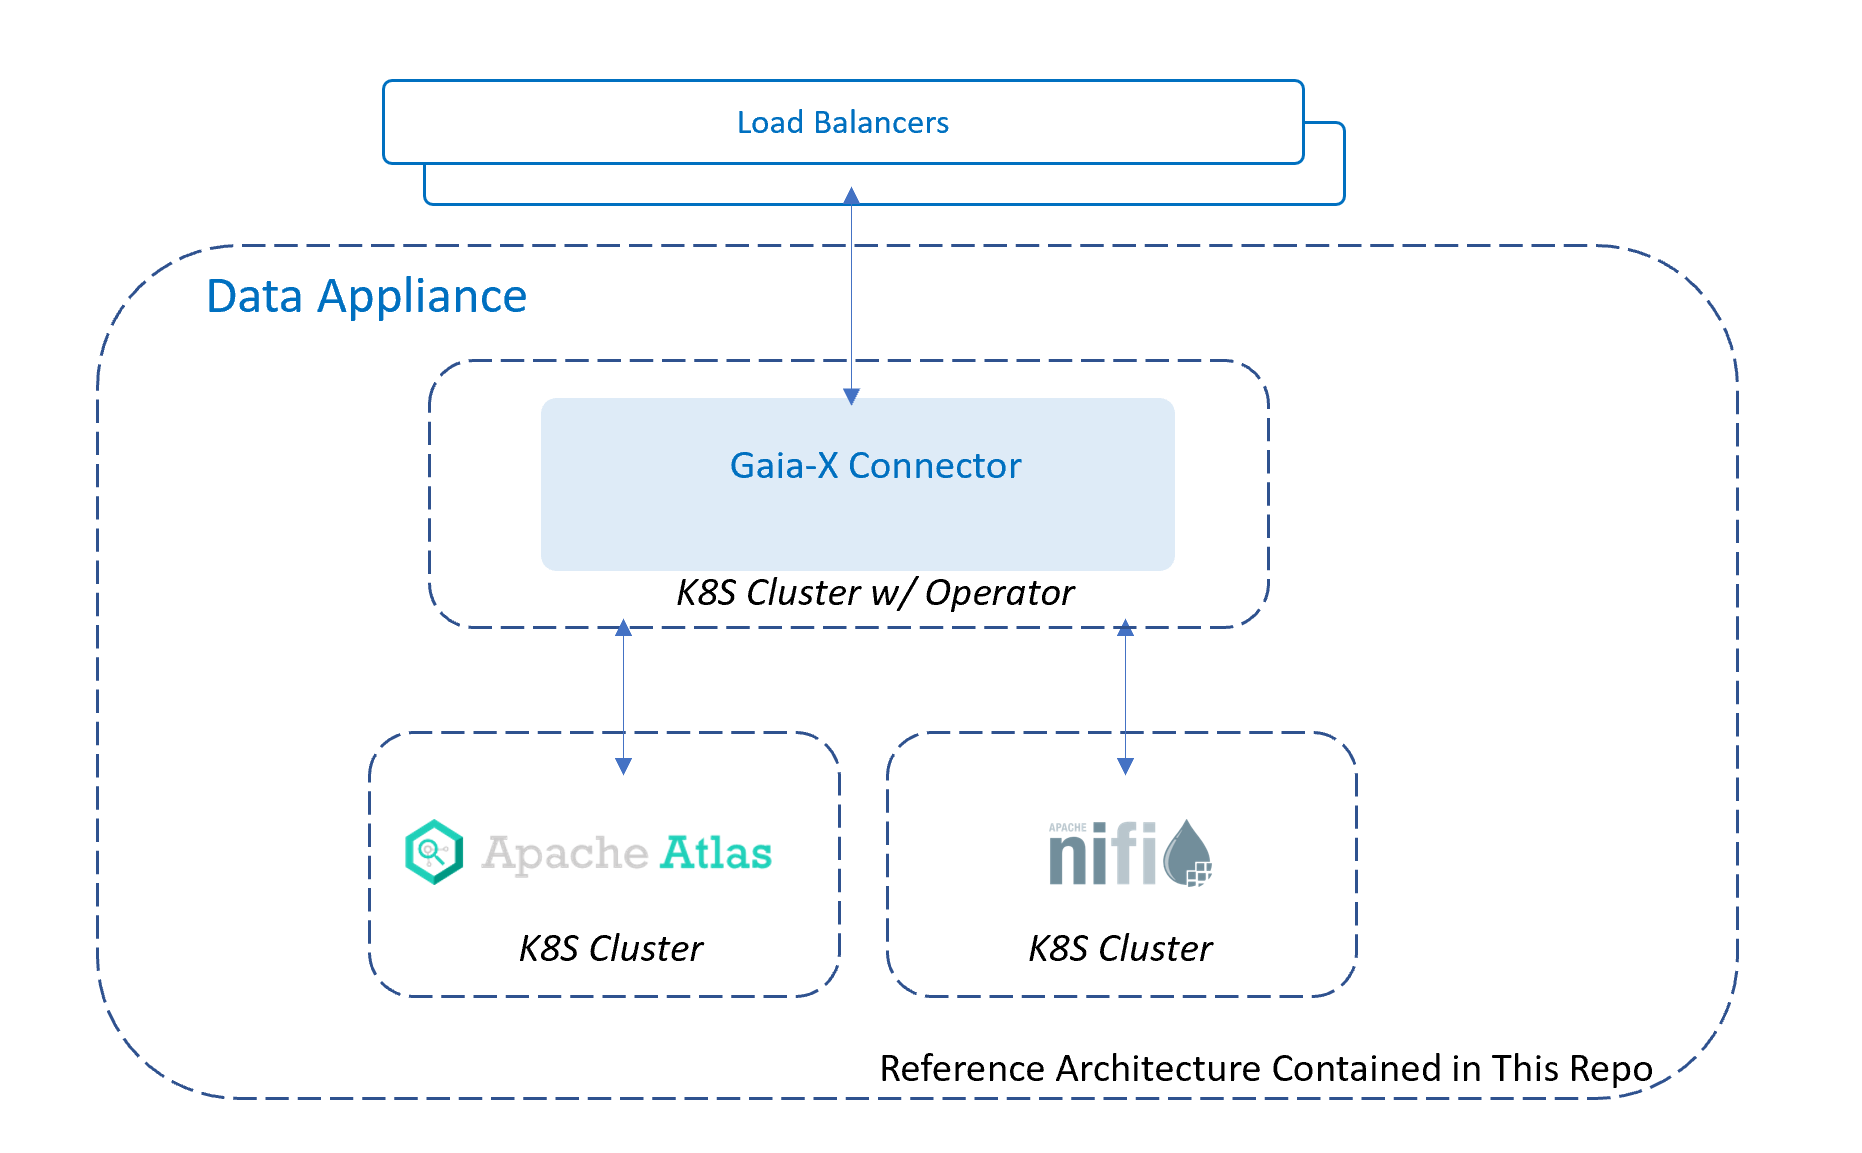 Load Balancers
Data Appliance
Gaia-X Connector
K8S Cluster w/ Operator
Apache Atlas
APACHE
nifi
K8S Cluster
K8S Cluster
Reference Architecture Contained in This Repo